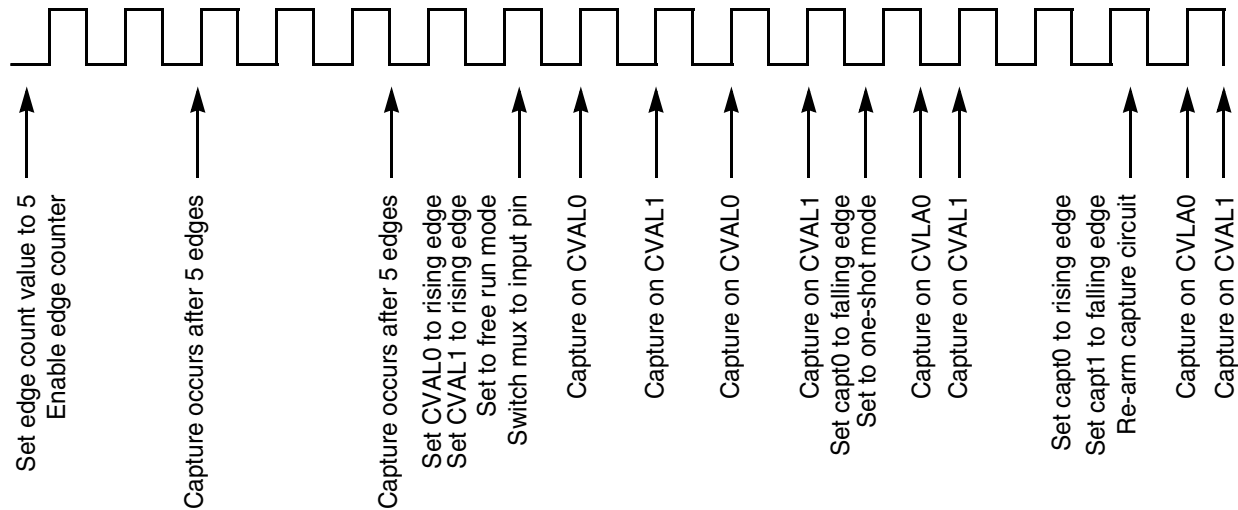 Set edge count value to 5
Enable edge counter
Capture occurs after 5 edges
Capture occurs after 5 edges
Set CVAL0 to rising edge
Set CVAL1 to rising edge
Set to free run mode
Switch mux to input pin
Capture on CVAL0
Capture on CVAL1
Capture on CVAL0
Capture on CVAL1
Set capt0 to falling edge
Set to one-shot mode
Capture on CVLA0
Capture on CVAL1
Set capt0 to rising edge
Set capt1 to falling edge
Re-arm capture circuit
Capture on CVLA0
Capture on CVAL1